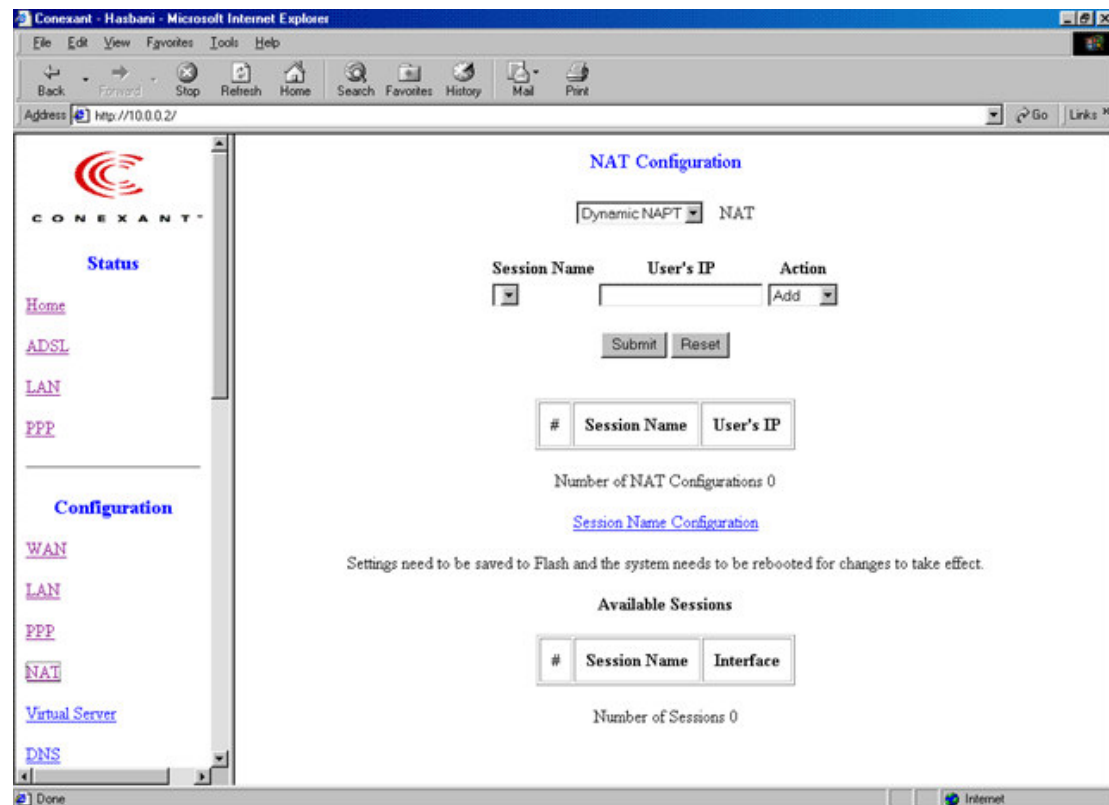 Conexant - Hasbani - Microsoft Internet Explorer
File Edit View Favorites Tools Help
Back Forward Stop Refresh Home Search Favorites History Mail Print
Address http://10.0.0.2/ Go Links »
CONEXANT™
Status
Home
ADSL
LAN
PPP
Configuration
WAN
LAN
PPP
NAT
Virtual Server
DNS
NAT Configuration
Dynamic NAPT NAT
Session Name User's IP Action
Add
Submit Reset
# Session Name User's IP
Number of NAT Configurations 0
Session Name Configuration
Settings need to be saved to Flash and the system needs to be rebooted for changes to take effect.
Available Sessions
# Session Name Interface
Number of Sessions 0
Done Internet